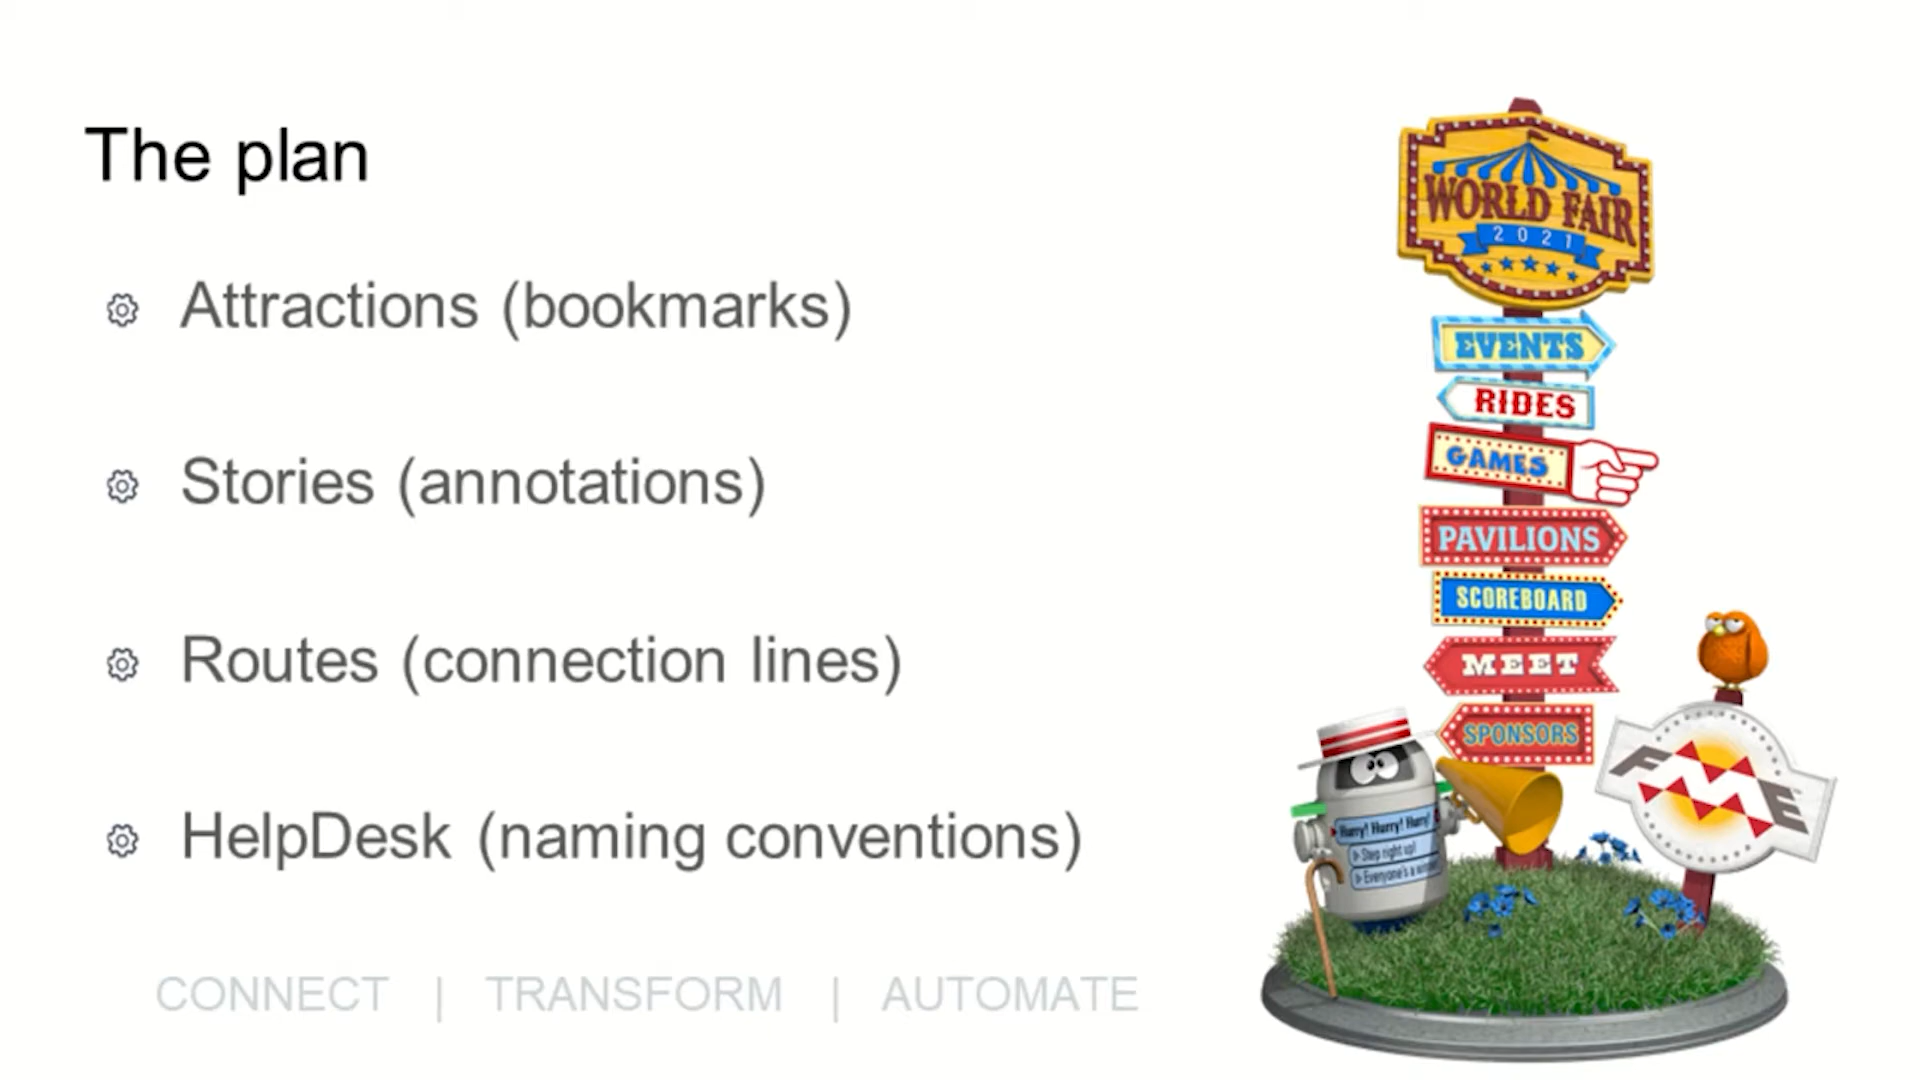 The plan
Attractions (bookmarks)
Stories (annotations)
Routes (connection lines)
HelpDesk (naming conventions)
CONNECT | TRANSFORM | AUTOMATE
WORLD FAIR
2021
EVENTS
RIDES
GAMES
PAVILIONS
SCOREBOARD
MEET
SPONSORS
FME
Hurry! Hurry! Hurry!
Step right up!
Everyone's a